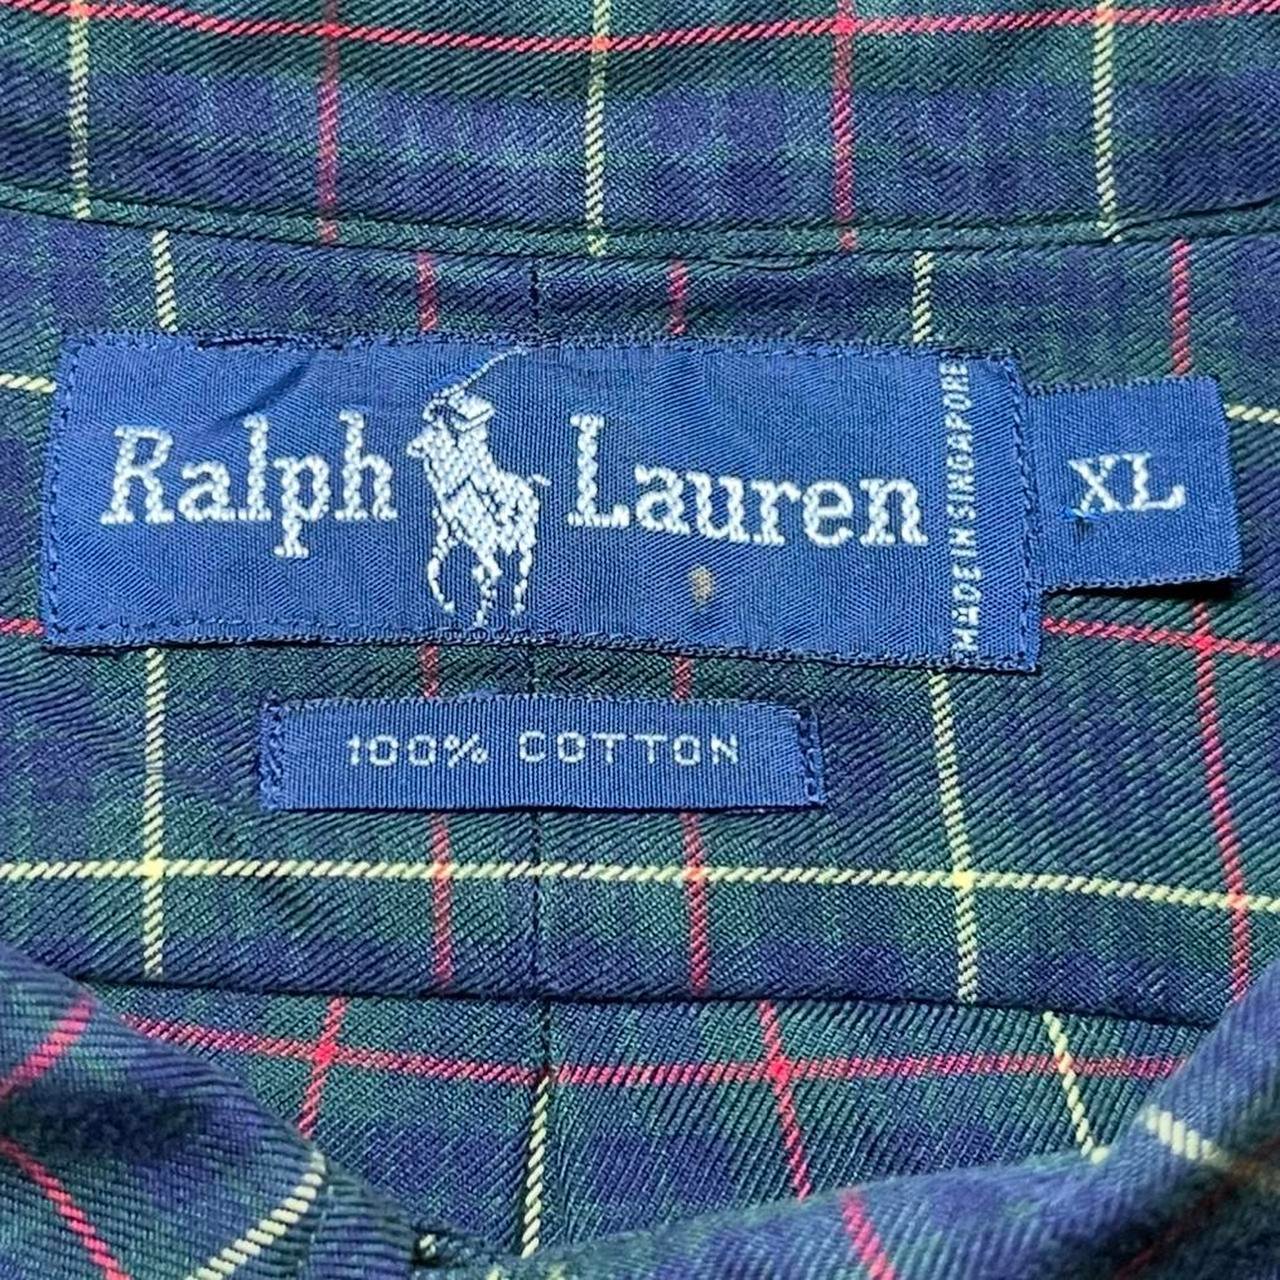 Ralph Lauren
MADE IN SINGAPORE
XL
100% COTTON